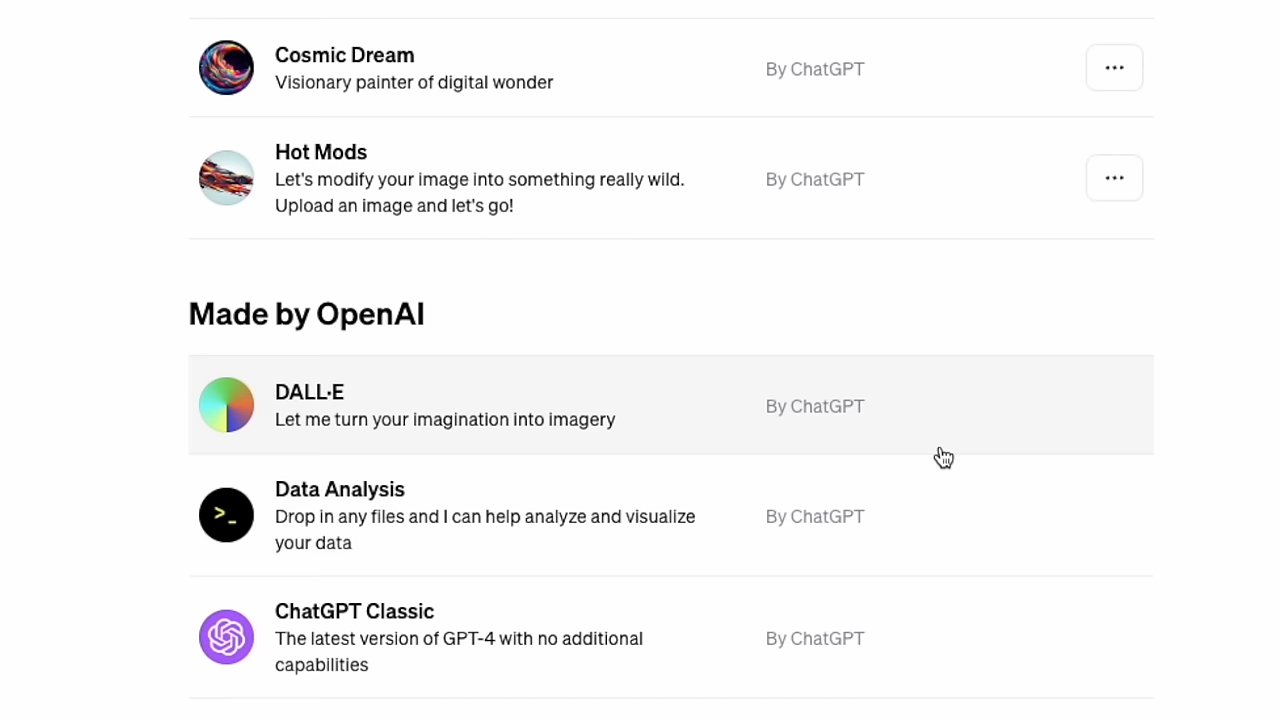 Cosmic Dream
Visionary painter of digital wonder
By ChatGPT
...
Hot Mods
Let's modify your image into something really wild.
Upload an image and let's go!
By ChatGPT
...
Made by OpenAI
DALL·E
Let me turn your imagination into imagery
By ChatGPT
Data Analysis
Drop in any files and I can help analyze and visualize
your data
By ChatGPT
>_
ChatGPT Classic
The latest version of GPT-4 with no additional
capabilities
By ChatGPT